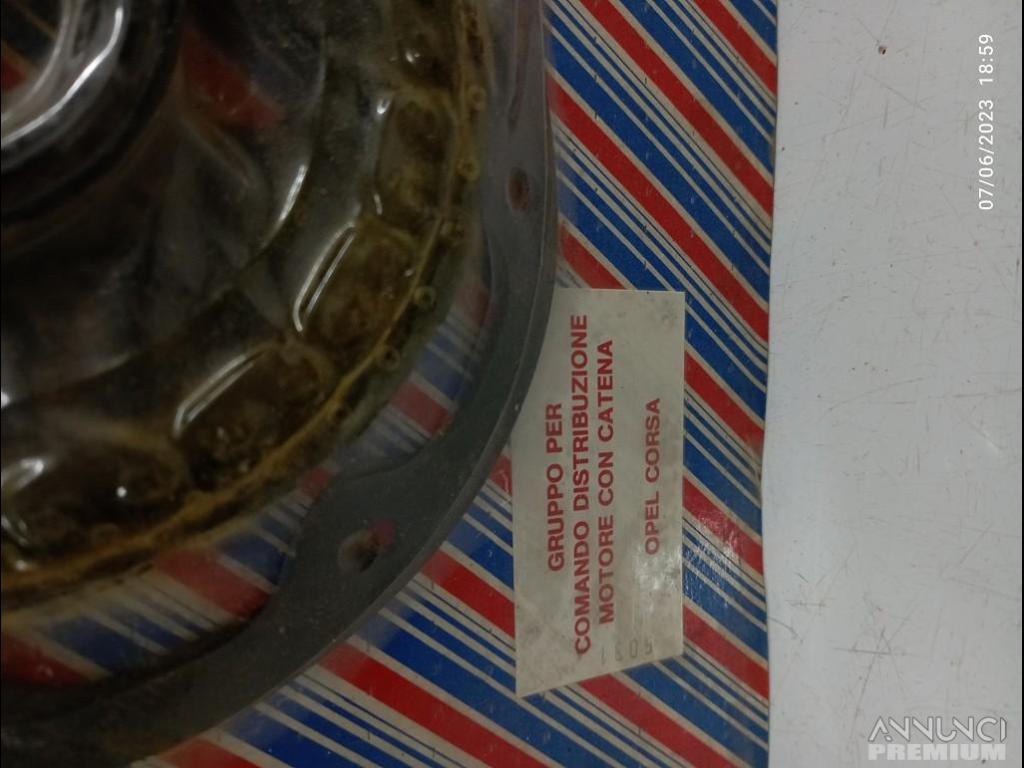 GRUPPO PER
COMANDO DISTRIBUZIONE
MOTORE CON CATENA
OPEL CORSA
07/06/2023 18:59
ANNUNCI
PREMIUM